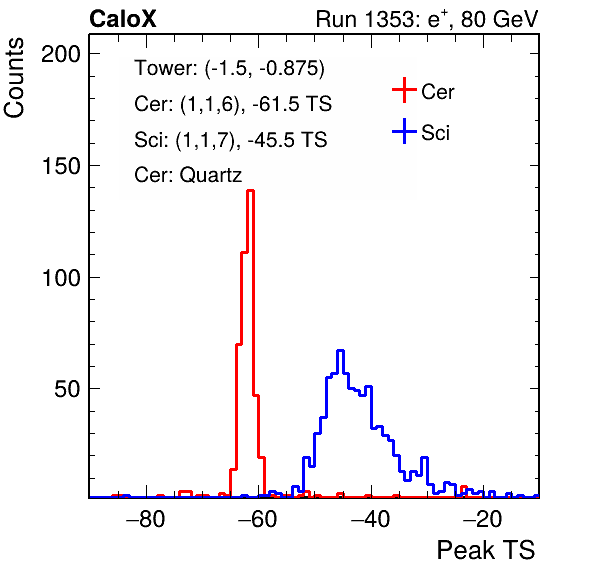 CaloX Run 1353: e⁺, 80 GeV
Counts
200
150
100
50
Tower: (-1.5, -0.875)
Cer: (1,1,6), -61.5 TS
Sci: (1,1,7), -45.5 TS
Cer: Quartz
Cer
Sci
−80 −60 −40 −20
Peak TS